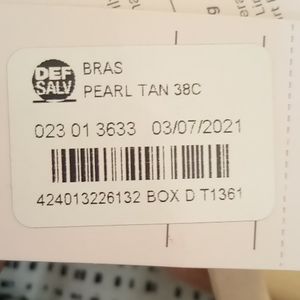 DEF
SALV
BRAS
PEARL TAN 38C
023 01 3633 03/07/2021
424013226132 BOX D T1361